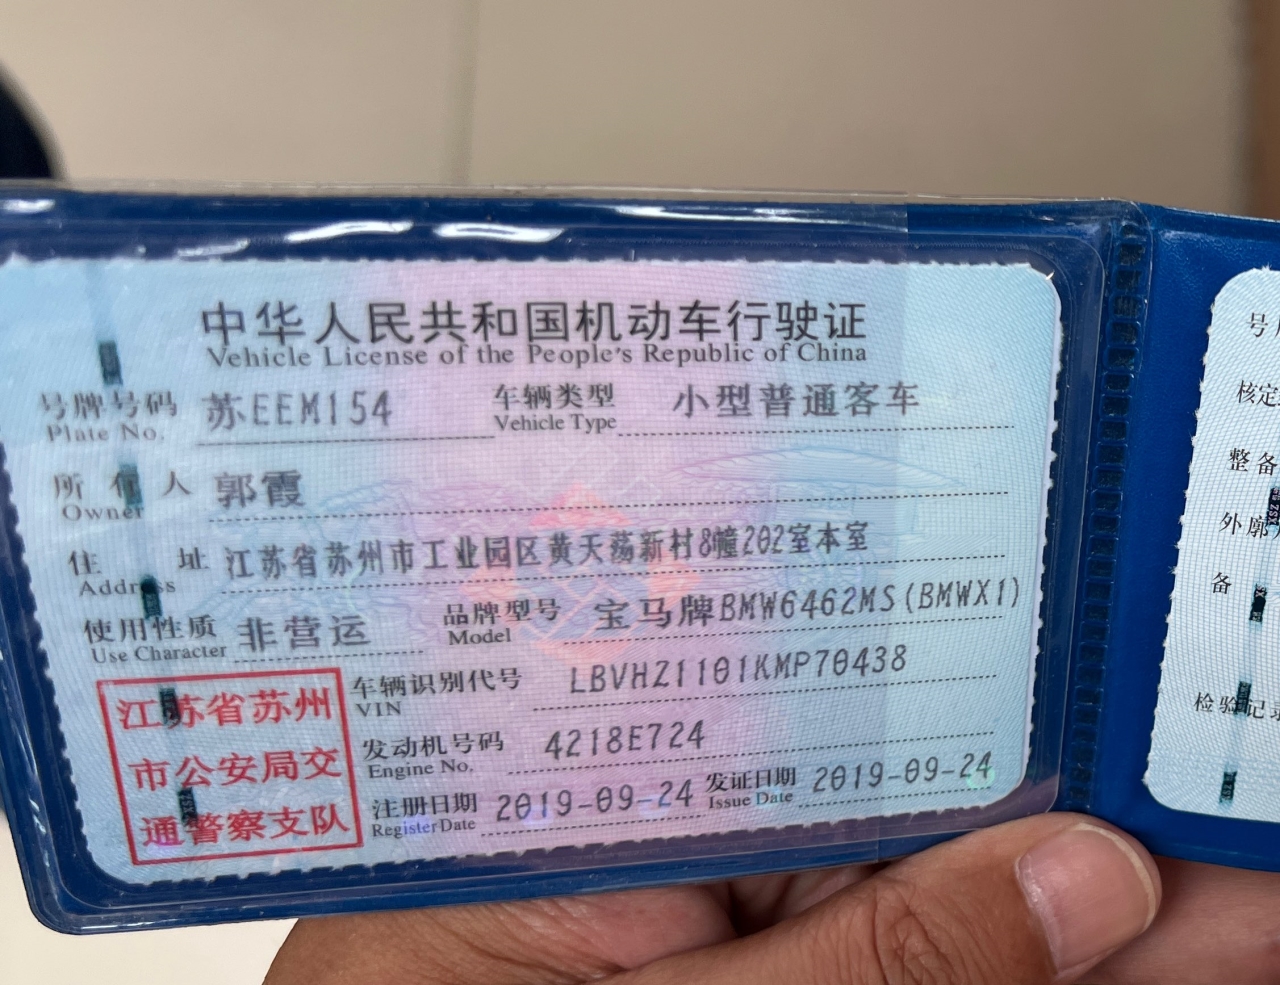 中华人民共和国机动车行驶证
Vehicle License of the People's Republic of China
号牌号码 苏EEM154 车辆类型 小型普通客车
Plate No. Vehicle Type
所有人 郭霞
Owner
住址 江苏省苏州市工业园区黄天荡新村8幢202室本室
Address
使用性质 非营运 品牌型号 宝马牌BMW6462MS(BMWX1)
Use Character Model
江苏省苏州
市公安局交
通警察支队
车辆识别代号 LBVHZ1101KMP70438
VIN
发动机号码 4218E724
Engine No.
注册日期 2019-09-24 发证日期 2019-09-24
Register Date Issue Date
号
核定
整备
外廓
备
检验记录